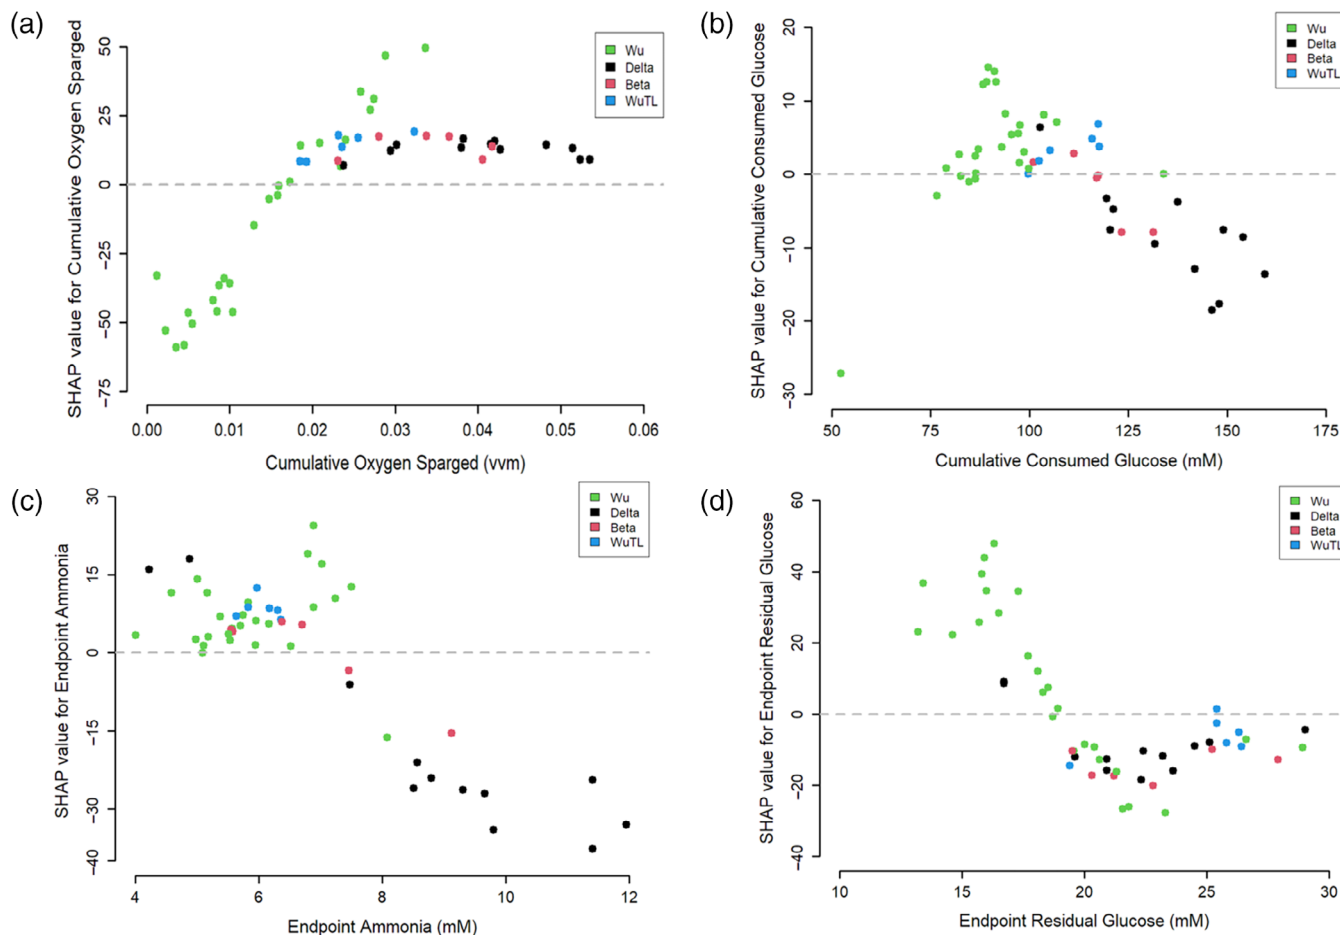 (a)
SHAP value for Cumulative Oxygen Sparged
50
25
0
−25
−50
−75
0.00 0.01 0.02 0.03 0.04 0.05 0.06
Cumulative Oxygen Sparged (vvm)
Wu
Delta
Beta
WuTL
(b)
SHAP value for Cumulative Consumed Glucose
20
10
0
−10
−20
−30
50 75 100 125 150 175
Cumulative Consumed Glucose (mM)
Wu
Delta
Beta
WuTL
(c)
SHAP value for Endpoint Ammonia
30
15
0
−15
−30
−40
4 6 8 10 12
Endpoint Ammonia (mM)
Wu
Delta
Beta
WuTL
(d)
SHAP value for Endpoint Residual Glucose
60
40
20
0
−20
−40
10 15 20 25 30
Endpoint Residual Glucose (mM)
Wu
Delta
Beta
WuTL